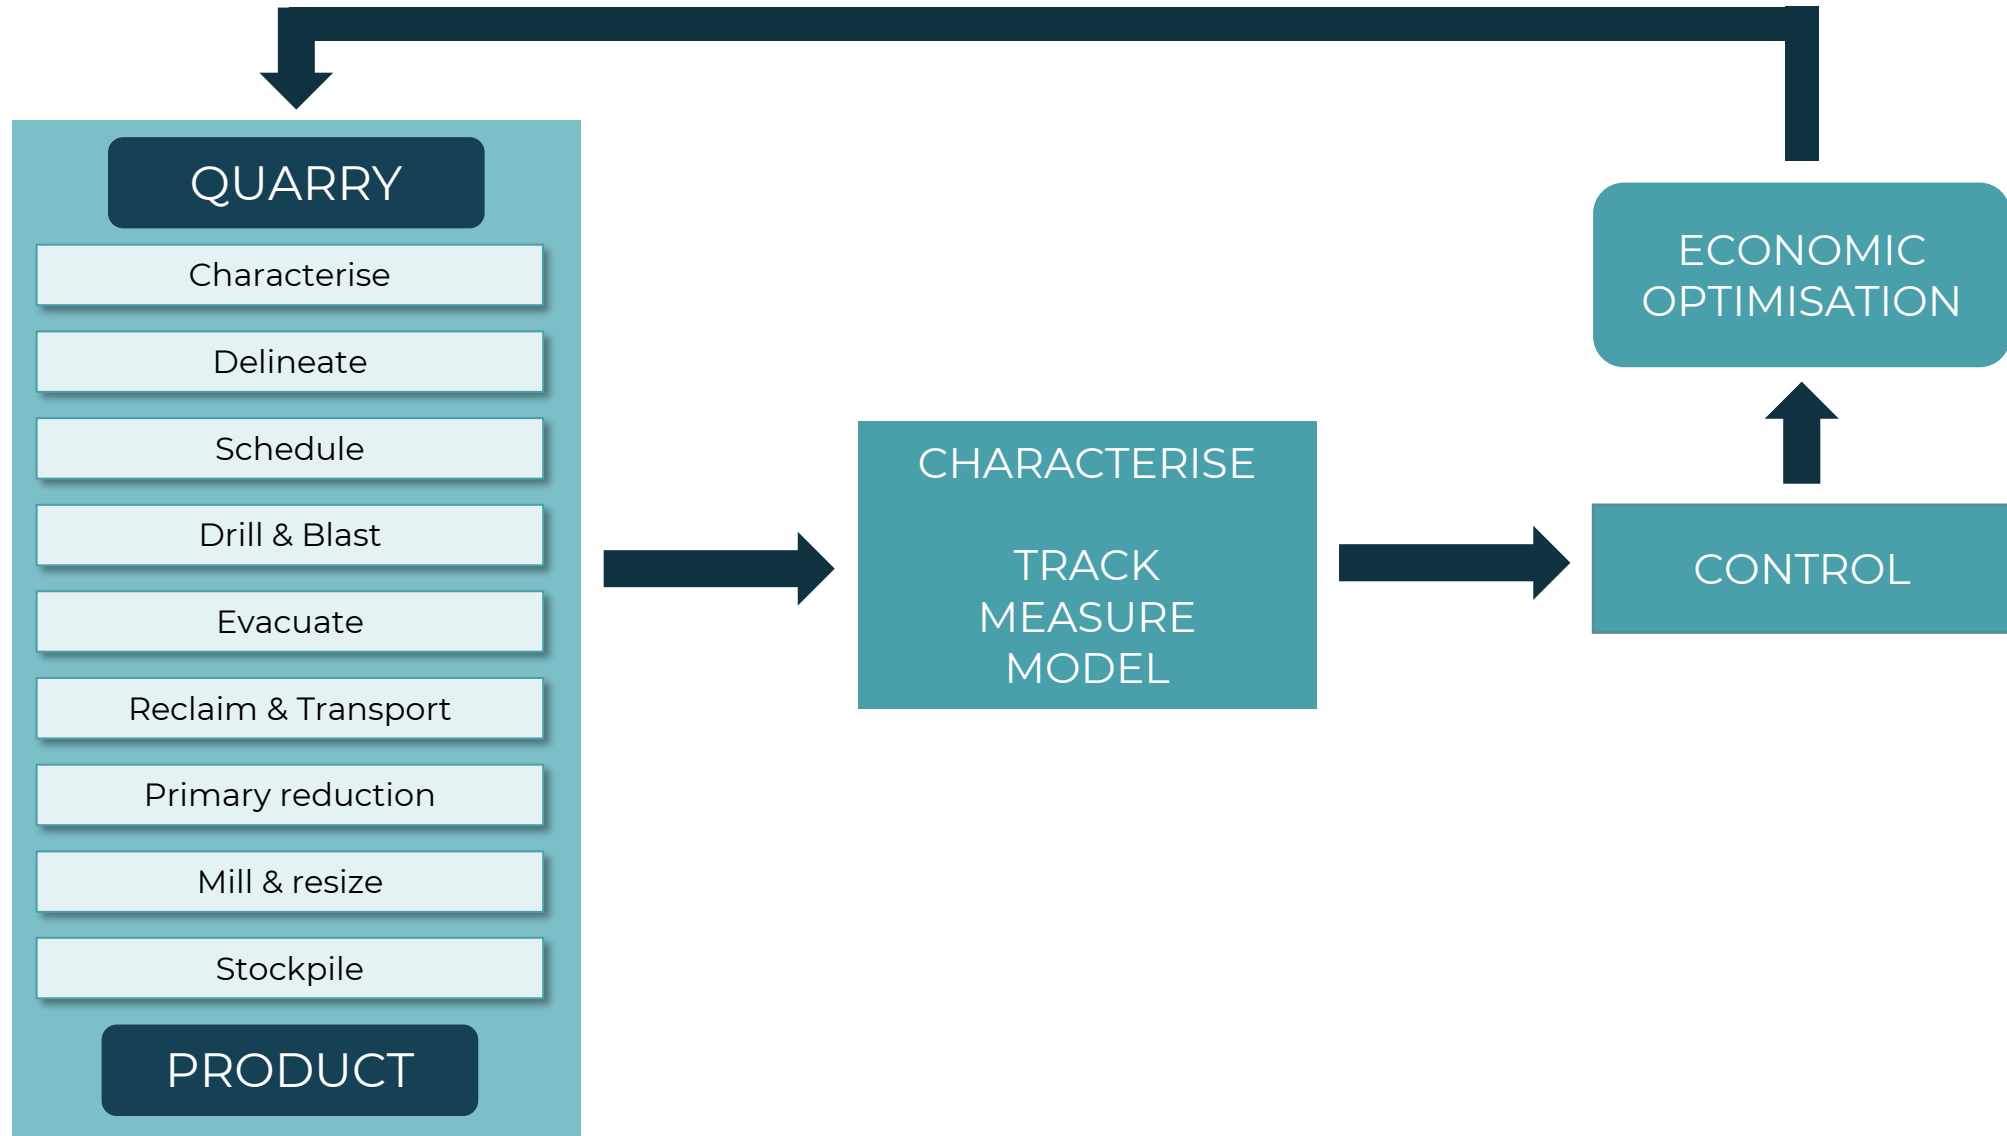 QUARRY
Characterise
Delineate
Schedule
Drill & Blast
Evacuate
Reclaim & Transport
Primary reduction
Mill & resize
Stockpile
PRODUCT
CHARACTERISE
TRACK
MEASURE
MODEL
CONTROL
ECONOMIC
OPTIMISATION